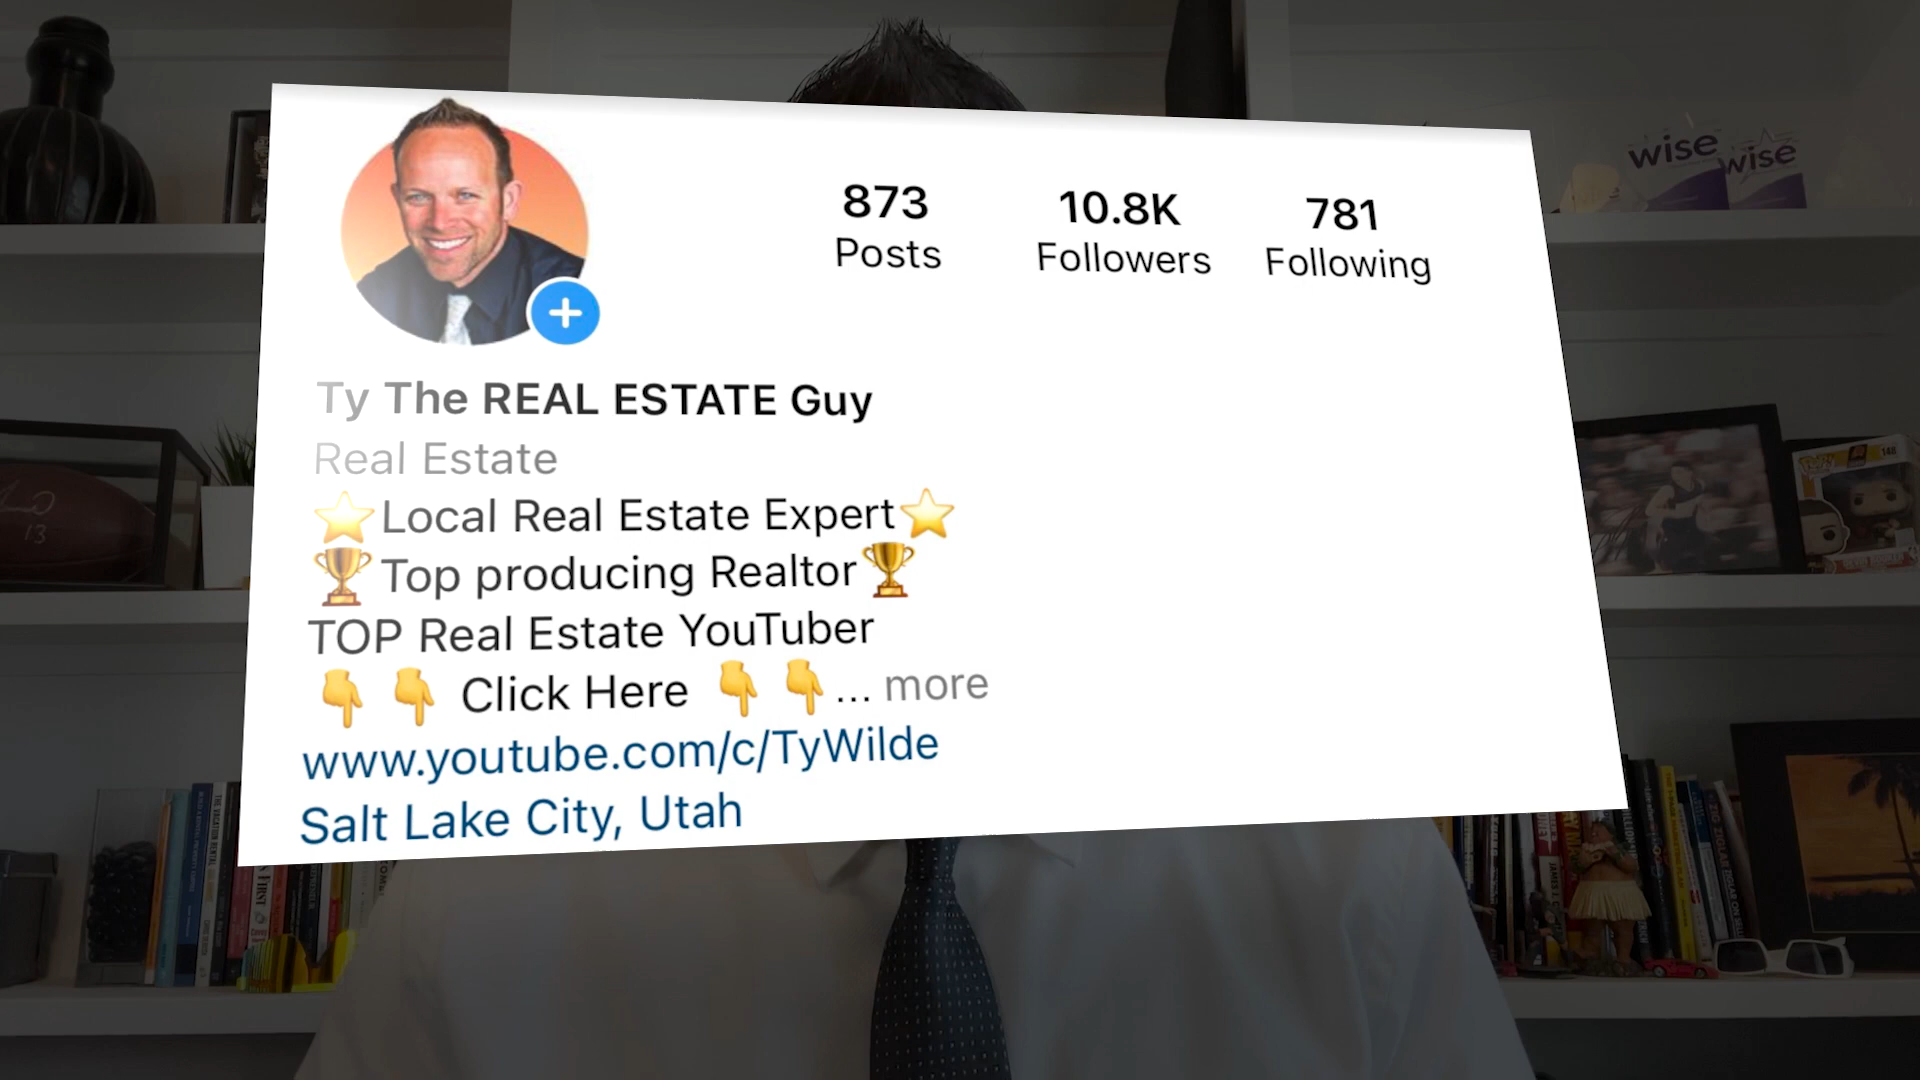 873 10.8K 781
Posts Followers Following
Ty The REAL ESTATE Guy
Real Estate
⭐Local Real Estate Expert⭐
🏆Top producing Realtor🏆
TOP Real Estate YouTuber
👇 👇 Click Here 👇 👇... more
www.youtube.com/c/TyWilde
Salt Lake City, Utah
wise
wise
13
148